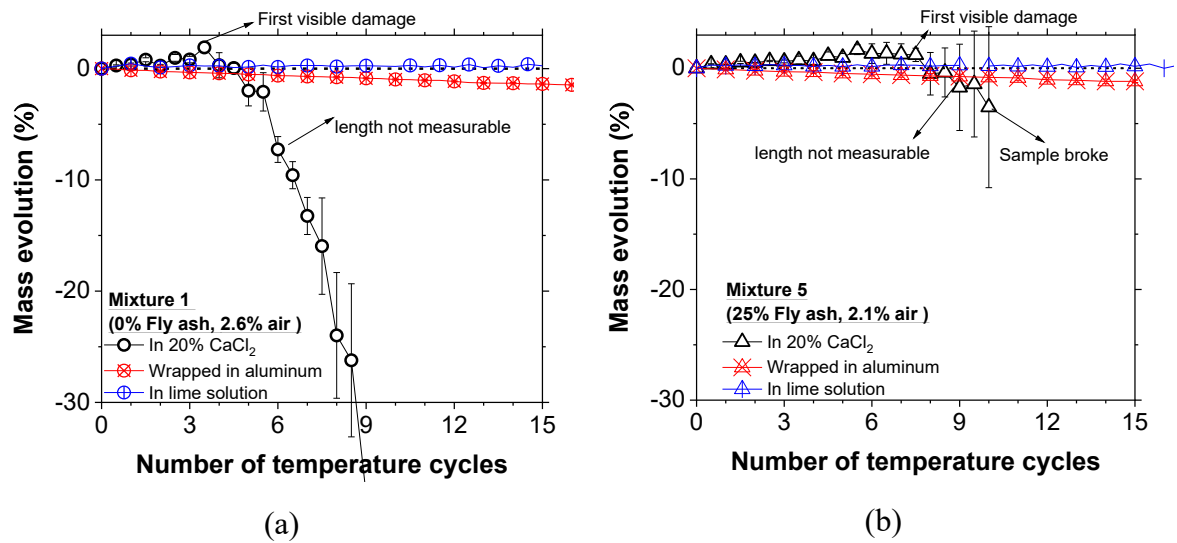 First visible damage
0
-10
-20
-30
Mass evolution (%)
length not measurable
Mixture 1
(0% Fly ash, 2.6% air )
In 20% CaCl2
Wrapped in aluminum
In lime solution
0 3 6 9 12 15
Number of temperature cycles
(a)
First visible damage
0
-10
-20
-30
Mass evolution (%)
length not measurable
Sample broke
Mixture 5
(25% Fly ash, 2.1% air )
In 20% CaCl2
Wrapped in aluminum
In lime solution
0 3 6 9 12 15
Number of temperature cycles
(b)